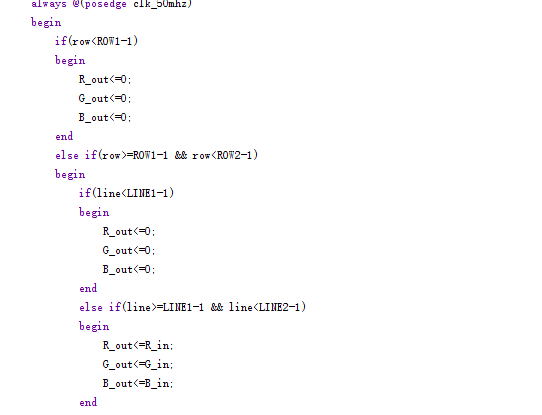 always @(posedge clk_50mhz)
begin
if(row<ROW1-1)
begin
R_out<=0;
G_out<=0;
B_out<=0;
end
else if(row>=ROW1-1 && row<ROW2-1)
begin
if(line<LINE1-1)
begin
R_out<=0;
G_out<=0;
B_out<=0;
end
else if(line>=LINE1-1 && line<LINE2-1)
begin
R_out<=R_in;
G_out<=G_in;
B_out<=B_in;
end